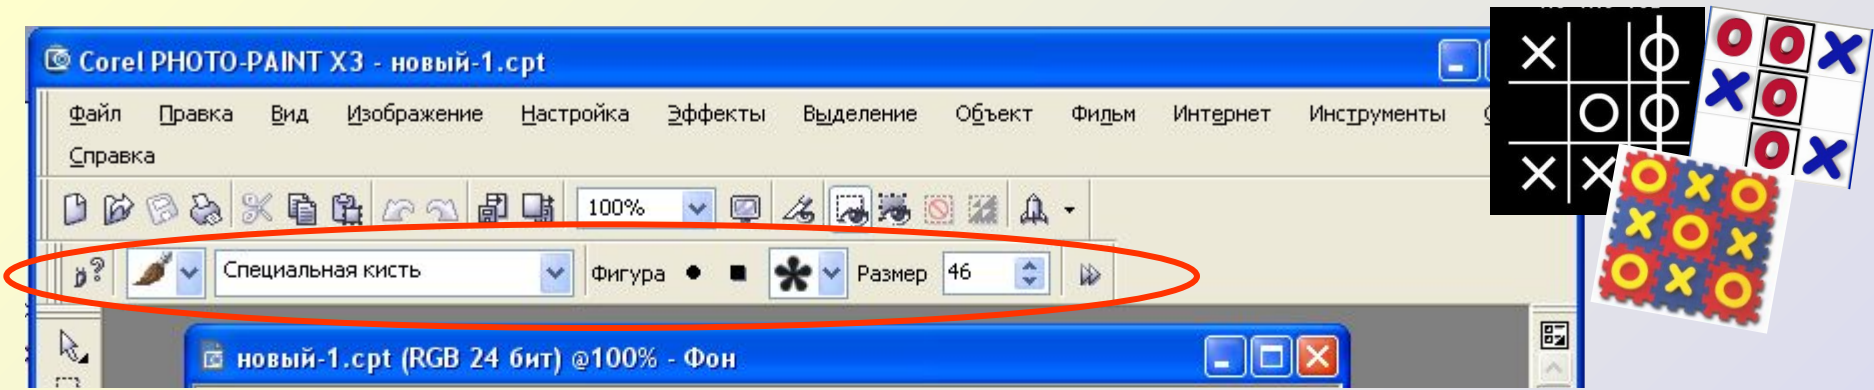 Corel PHOTO-PAINT X3 - новый-1.cpt
Файл Правка Вид Изображение Настройка Эффекты Выделение Объект Фильм Интернет Инструменты
Справка
100%
Специальная кисть Фигура Размер 46
новый-1.cpt (RGB 24 бит) @100% - Фон